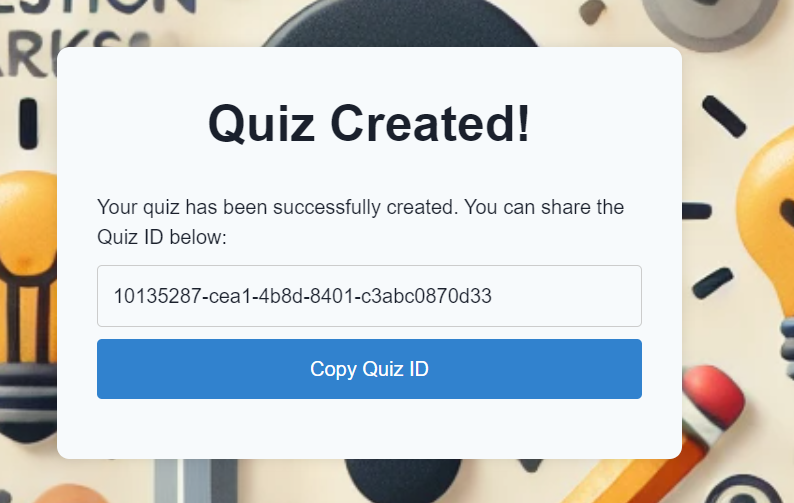 Quiz Created!
Your quiz has been successfully created. You can share the
Quiz ID below:
10135287-cea1-4b8d-8401-c3abc0870d33
Copy Quiz ID